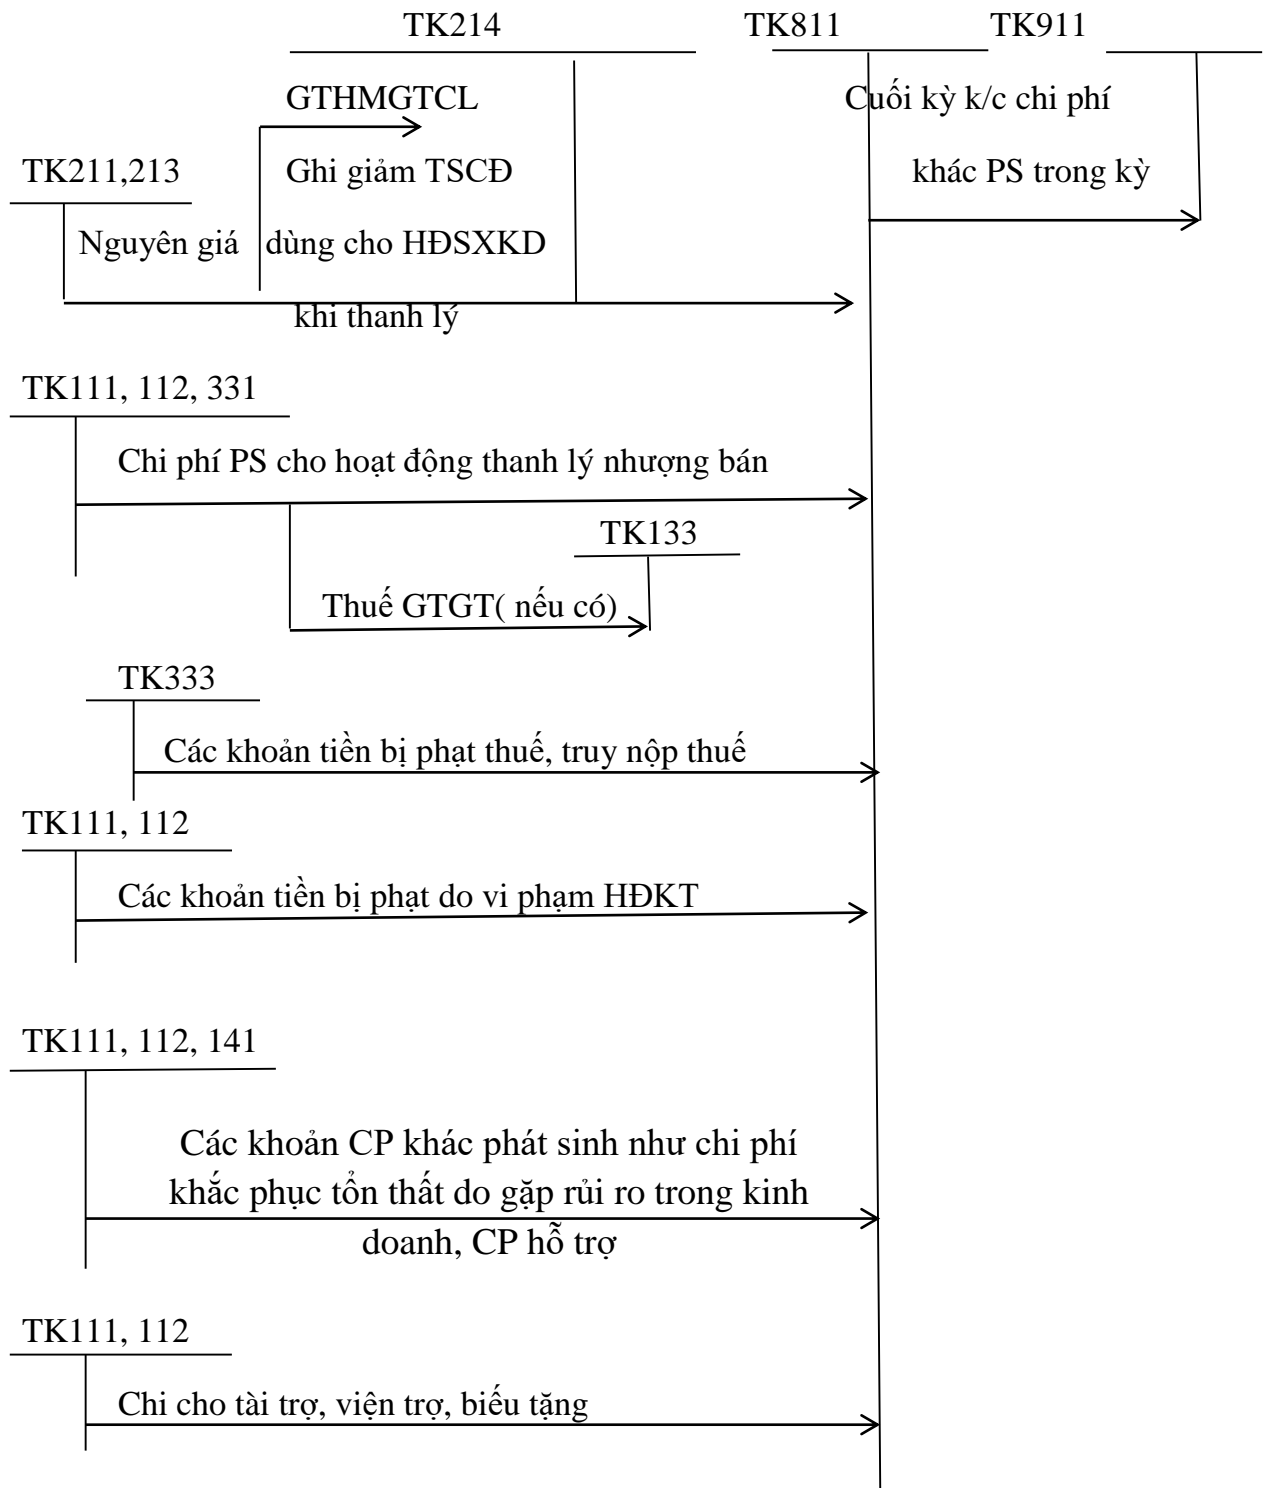 TK214 TK811 TK911
GTHMGTCL Cuối kỳ k/c chi phí
TK211,213 Ghi giảm TSCĐ khác PS trong kỳ
Nguyên giá dùng cho HĐSXKD
khi thanh lý
TK111, 112, 331
Chi phí PS cho hoạt động thanh lý nhượng bán
TK133
Thuế GTGT( nếu có)
TK333
Các khoản tiền bị phạt thuế, truy nộp thuế
TK111, 112
Các khoản tiền bị phạt do vi phạm HĐKT
TK111, 112, 141
Các khoản CP khác phát sinh như chi phí
khắc phục tổn thất do gặp rủi ro trong kinh
doanh, CP hỗ trợ
TK111, 112
Chi cho tài trợ, viện trợ, biếu tặng